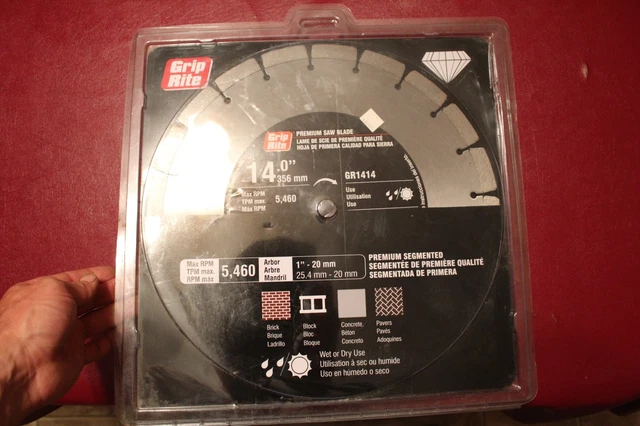 Grip
Rite
Grip
Rite
PREMIUM SAW BLADE
LAME DE SCIE DE PREMIÈRE QUALITÉ
HOJA DE PRIMERA CALIDAD PARA SIERRA
14.0"
356 mm
GR1414
Max RPM
TPM max.
Max RPM
5,460
Use
Utilisation
Uso
Max RPM
TPM max.
RPM máx
5,460
Arbor
Arbre
Mandril
1" - 20 mm
25.4 mm - 20 mm
PREMIUM SEGMENTED
SEGMENTÉE DE PREMIÈRE QUALITÉ
SEGMENTADA DE PRIMERA
Brick
Brique
Ladrillo
Block
Bloc
Bloque
Concrete,
Béton
Concreto
Pavers
Pavés
Adoquines
Wet or Dry Use
Utilisation à sec ou humide
Uso en húmedo o seco